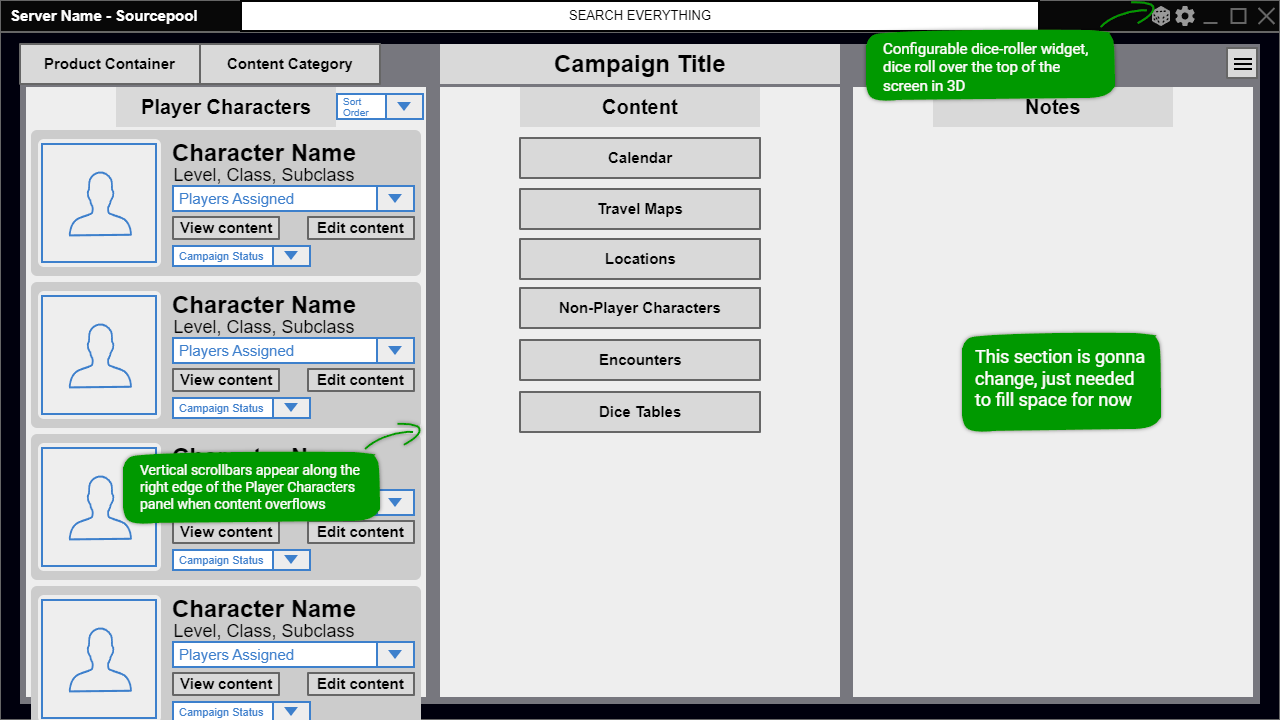 Server Name - Sourcepool
SEARCH EVERYTHING
Configurable dice-roller widget,
dice roll over the top of the
screen in 3D
Product Container
Content Category
Campaign Title
Player Characters
Sort
Order
Content
Notes
Character Name
Level, Class, Subclass
Players Assigned
View content
Edit content
Campaign Status
Character Name
Level, Class, Subclass
Players Assigned
View content
Edit content
Campaign Status
Vertical scrollbars appear along the
right edge of the Player Characters
panel when content overflows
View content
Edit content
Campaign Status
Character Name
Level, Class, Subclass
Players Assigned
View content
Edit content
Campaign Status
Calendar
Travel Maps
Locations
Non-Player Characters
Encounters
Dice Tables
This section is gonna
change, just needed
to fill space for now